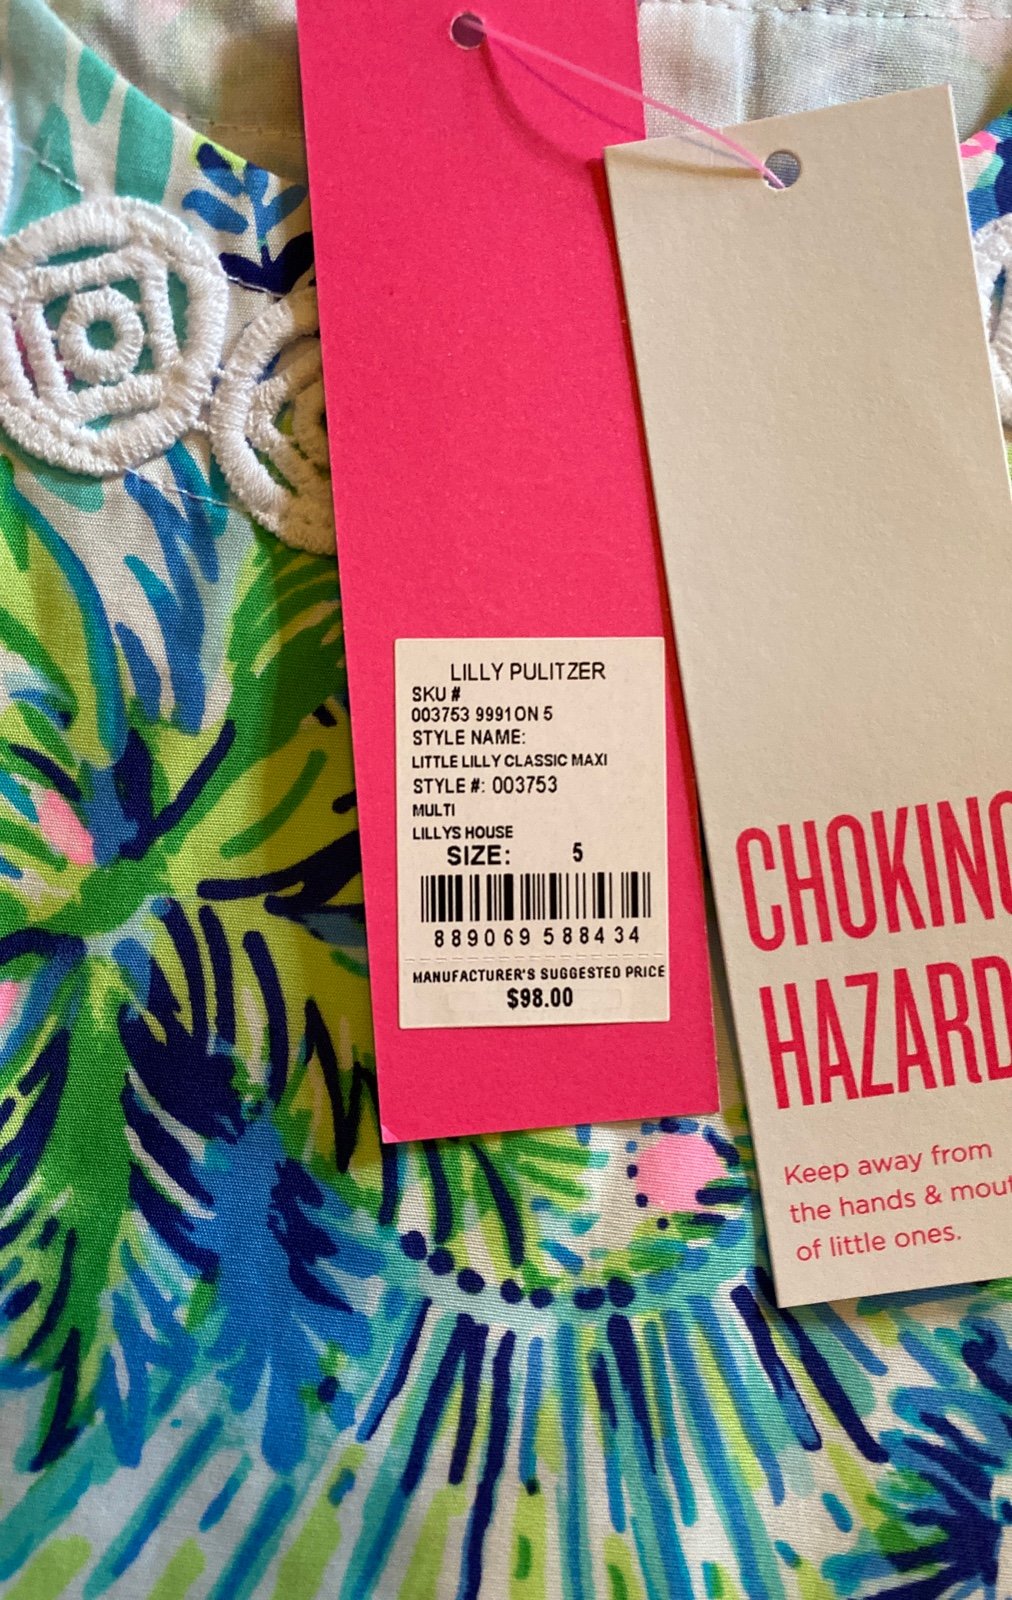 LILLY PULITZER
SKU #
003753 9991ON 5
STYLE NAME:
LITTLE LILLY CLASSIC MAXI
STYLE #: 003753
MULTI
LILLYS HOUSE
SIZE: 5
889069 588434
MANUFACTURER'S SUGGESTED PRICE
$98.00
CHOKING
HAZARD
Keep away from
the hands & mout
of little ones.